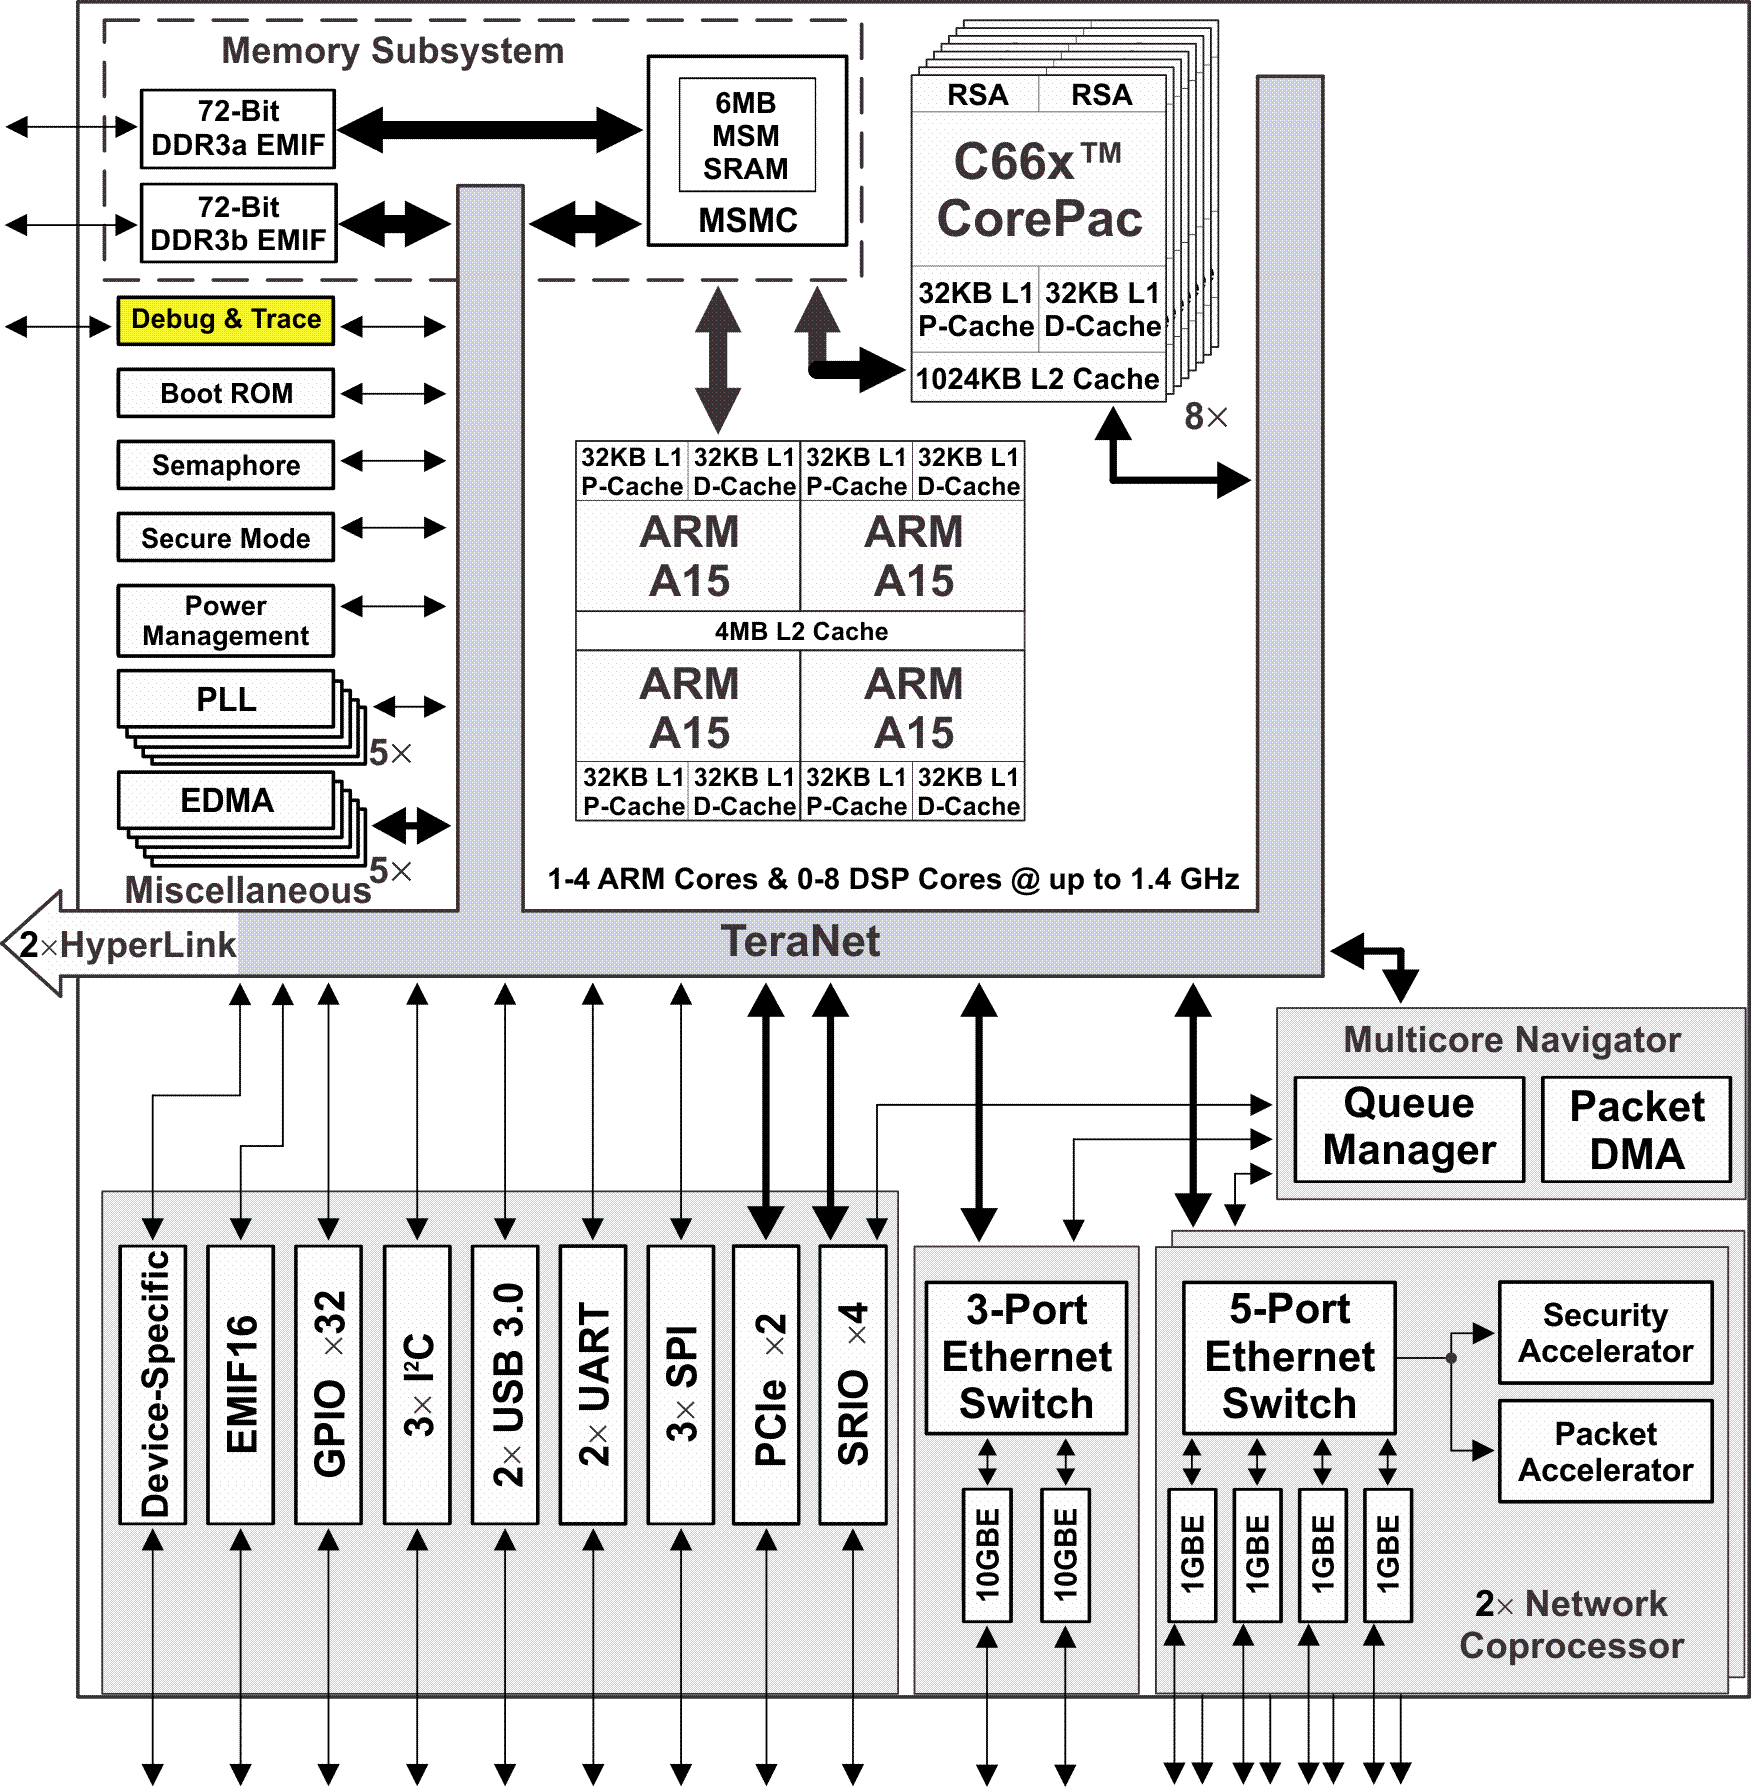 Memory Subsystem
72-Bit
DDR3a EMIF
72-Bit
DDR3b EMIF
6MB
MSM
SRAM
MSMC
RSA
RSA
C66x™
CorePac
32KB L1
P-Cache
32KB L1
D-Cache
1024KB L2 Cache
8×
Debug & Trace
Boot ROM
Semaphore
Secure Mode
Power
Management
PLL
5×
EDMA
5×
Miscellaneous
32KB L1
P-Cache
32KB L1
D-Cache
32KB L1
P-Cache
32KB L1
D-Cache
ARM
A15
ARM
A15
4MB L2 Cache
ARM
A15
ARM
A15
32KB L1
P-Cache
32KB L1
D-Cache
32KB L1
P-Cache
32KB L1
D-Cache
1-4 ARM Cores & 0-8 DSP Cores @ up to 1.4 GHz
2×HyperLink
TeraNet
Multicore Navigator
Queue
Manager
Packet
DMA
Device-Specific
EMIF16
GPIO ×32
3× I²C
2× USB 3.0
2× UART
3× SPI
PCIe ×2
SRIO ×4
3-Port
Ethernet
Switch
10GBE
10GBE
5-Port
Ethernet
Switch
1GBE
1GBE
1GBE
1GBE
Security
Accelerator
Packet
Accelerator
2× Network
Coprocessor